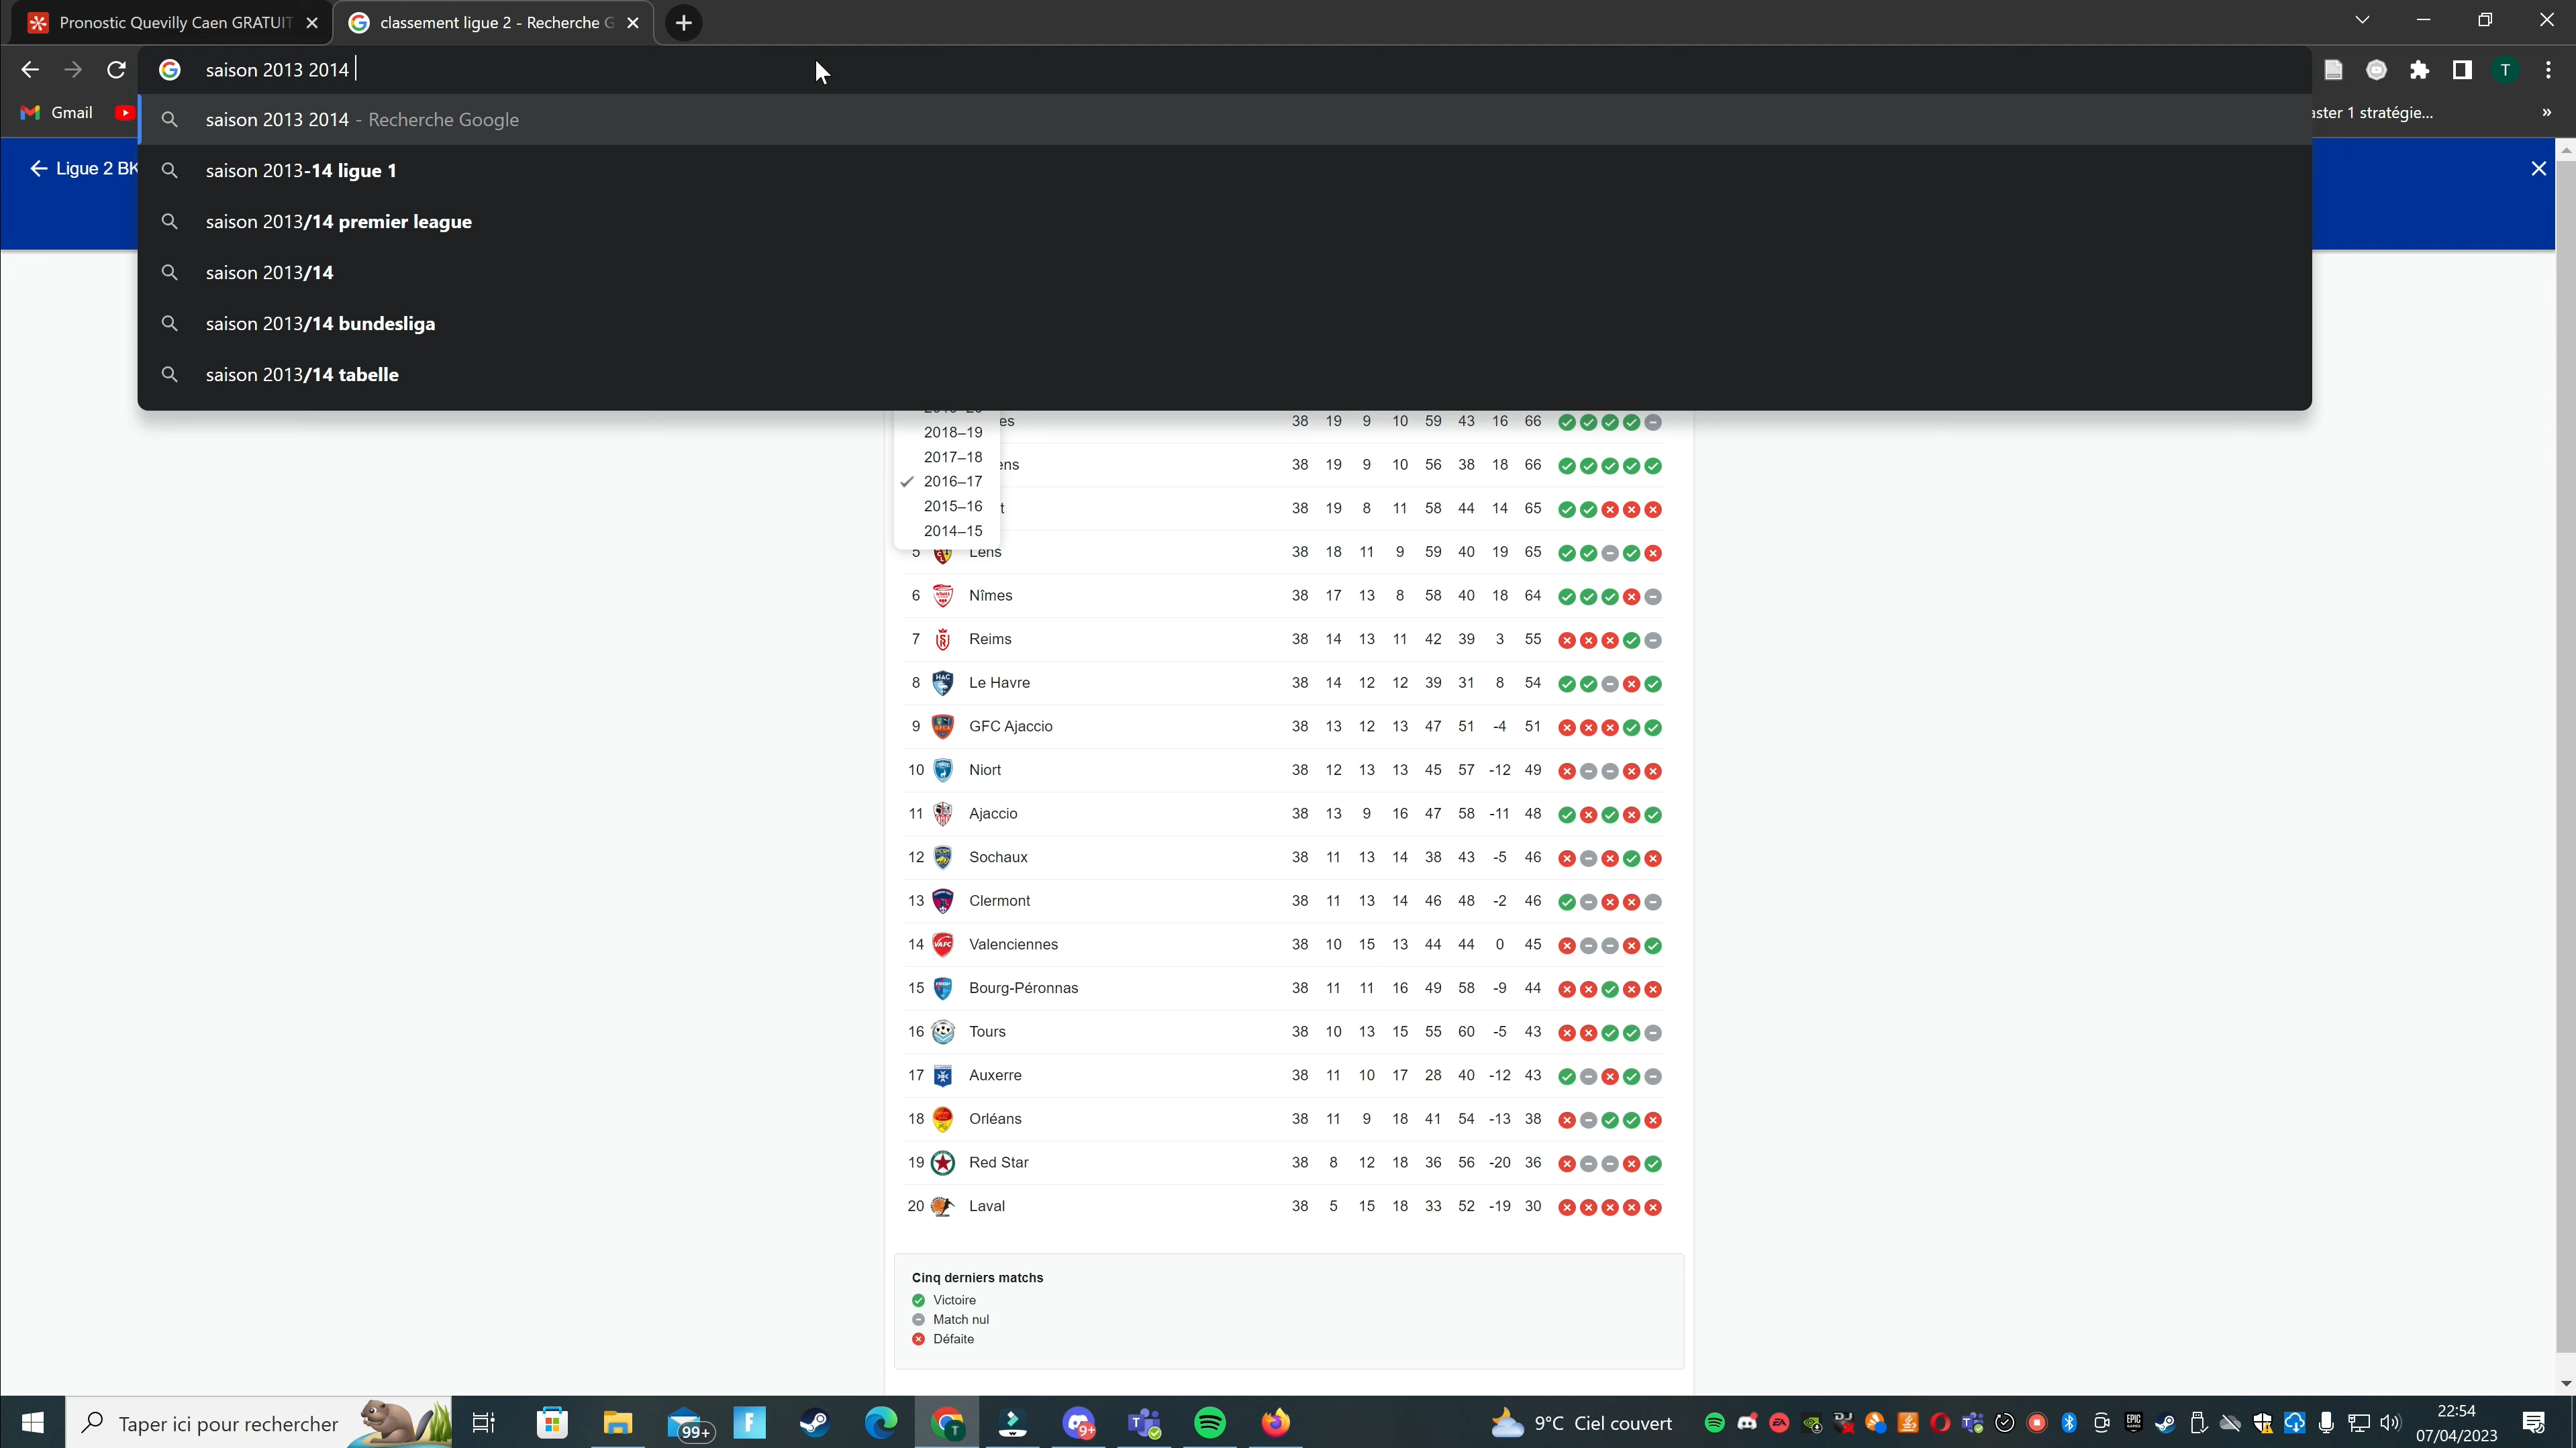 Pronostic Quevilly Caen GRATUIT
classement ligue 2 - Recherche G
saison 2013 2014
Gmail
saison 2013 2014 - Recherche Google
aster 1 stratégie...
Ligue 2 BK
saison 2013-14 ligue 1
saison 2013/14 premier league
saison 2013/14
saison 2013/14 bundesliga
saison 2013/14 tabelle
es 38 19 9 10 59 43 16 66
2018–19
2017–18
ens 38 19 9 10 56 38 18 66
2016–17
2015–16
t 38 19 8 11 58 44 14 65
2014–15
5 Lens 38 18 11 9 59 40 19 65
6 Nîmes 38 17 13 8 58 40 18 64
7 Reims 38 14 13 11 42 39 3 55
8 HAC Le Havre 38 14 12 12 39 31 8 54
9 GFC Ajaccio 38 13 12 13 47 51 -4 51
10 Niort 38 12 13 13 45 57 -12 49
11 Ajaccio 38 13 9 16 47 58 -11 48
12 Sochaux 38 11 13 14 38 43 -5 46
13 Clermont 38 11 13 14 46 48 -2 46
14 VAFC Valenciennes 38 10 15 13 44 44 0 45
15 Bourg-Péronnas 38 11 11 16 49 58 -9 44
16 Tours 38 10 13 15 55 60 -5 43
17 Auxerre 38 11 10 17 28 40 -12 43
18 Orléans 38 11 9 18 41 54 -13 38
19 Red Star 38 8 12 18 36 56 -20 36
20 Laval 38 5 15 18 33 52 -19 30
Cinq derniers matchs
Victoire
Match nul
Défaite
Taper ici pour rechercher
99+
9+
9°C Ciel couvert
22:54
07/04/2023